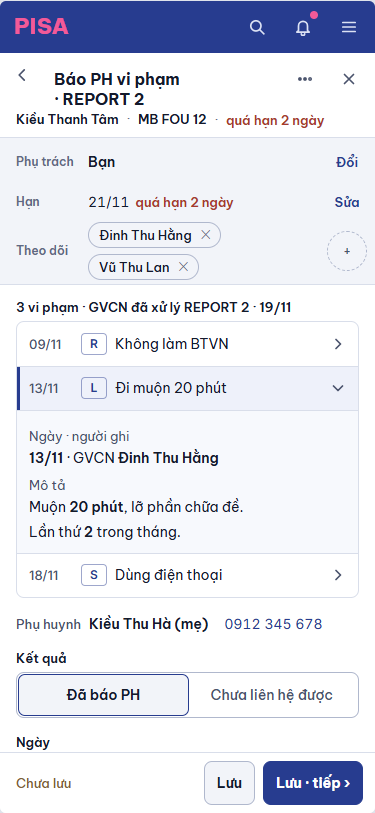 PISA
Báo PH vi phạm
· REPORT 2
Kiều Thanh Tâm · MB FOU 12 · quá hạn 2 ngày
Phụ trách Bạn Đổi
Hạn 21/11 quá hạn 2 ngày Sửa
Theo dõi Đinh Thu Hằng ×
Vũ Thu Lan ×
+
3 vi phạm · GVCN đã xử lý REPORT 2 · 19/11
09/11 R Không làm BTVN
13/11 L Đi muộn 20 phút
Ngày · người ghi
13/11 · GVCN Đinh Thu Hằng
Mô tả
Muộn 20 phút, lỡ phần chữa đề.
Lần thứ 2 trong tháng.
18/11 S Dùng điện thoại
Phụ huynh Kiều Thu Hà (mẹ) 0912 345 678
Kết quả
Đã báo PH Chưa liên hệ được
Ngày
Chưa lưu Lưu Lưu · tiếp ›